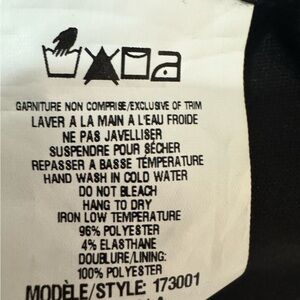 GARNITURE NON COMPRISE/EXCLUSIVE OF TRIM
LAVER A LA MAIN A L'EAU FROIDE
NE PAS JAVELLISER
SUSPENDRE POUR SÉCHER
REPASSER A BASSE TEMPÉRATURE
HAND WASH IN COLD WATER
DO NOT BLEACH
HANG TO DRY
IRON LOW TEMPERATURE
96% POLYESTER
4% ELASTHANE
DOUBLURE/LINING:
100% POLYESTER
MODÈLE/STYLE: 173001